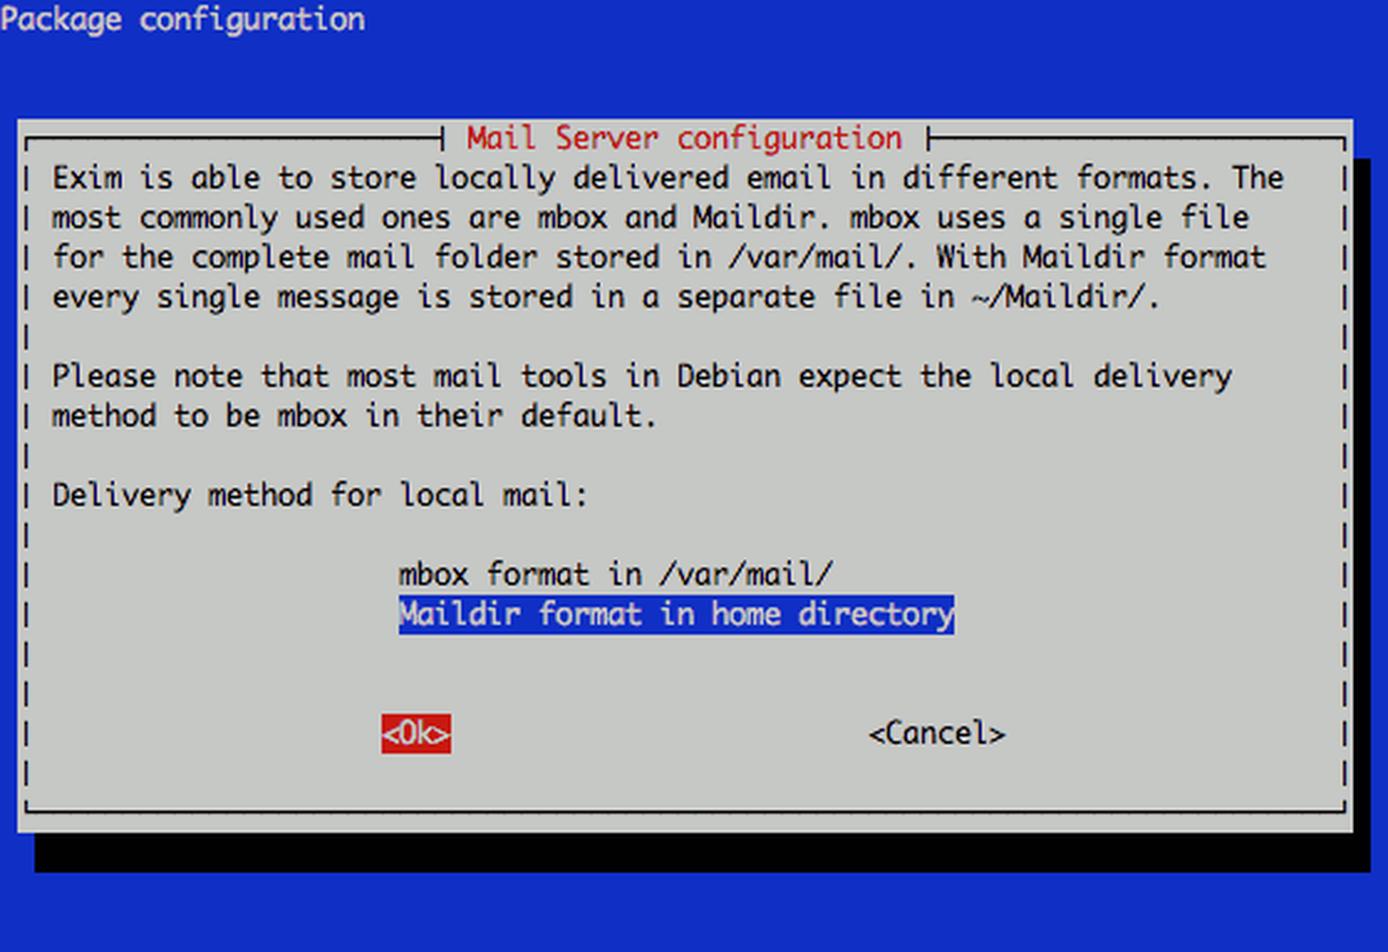 Package configuration
Mail Server configuration
Exim is able to store locally delivered email in different formats. The
most commonly used ones are mbox and Maildir. mbox uses a single file
for the complete mail folder stored in /var/mail/. With Maildir format
every single message is stored in a separate file in ~/Maildir/.
Please note that most mail tools in Debian expect the local delivery
method to be mbox in their default.
Delivery method for local mail:
mbox format in /var/mail/
Maildir format in home directory
<Ok> <Cancel>